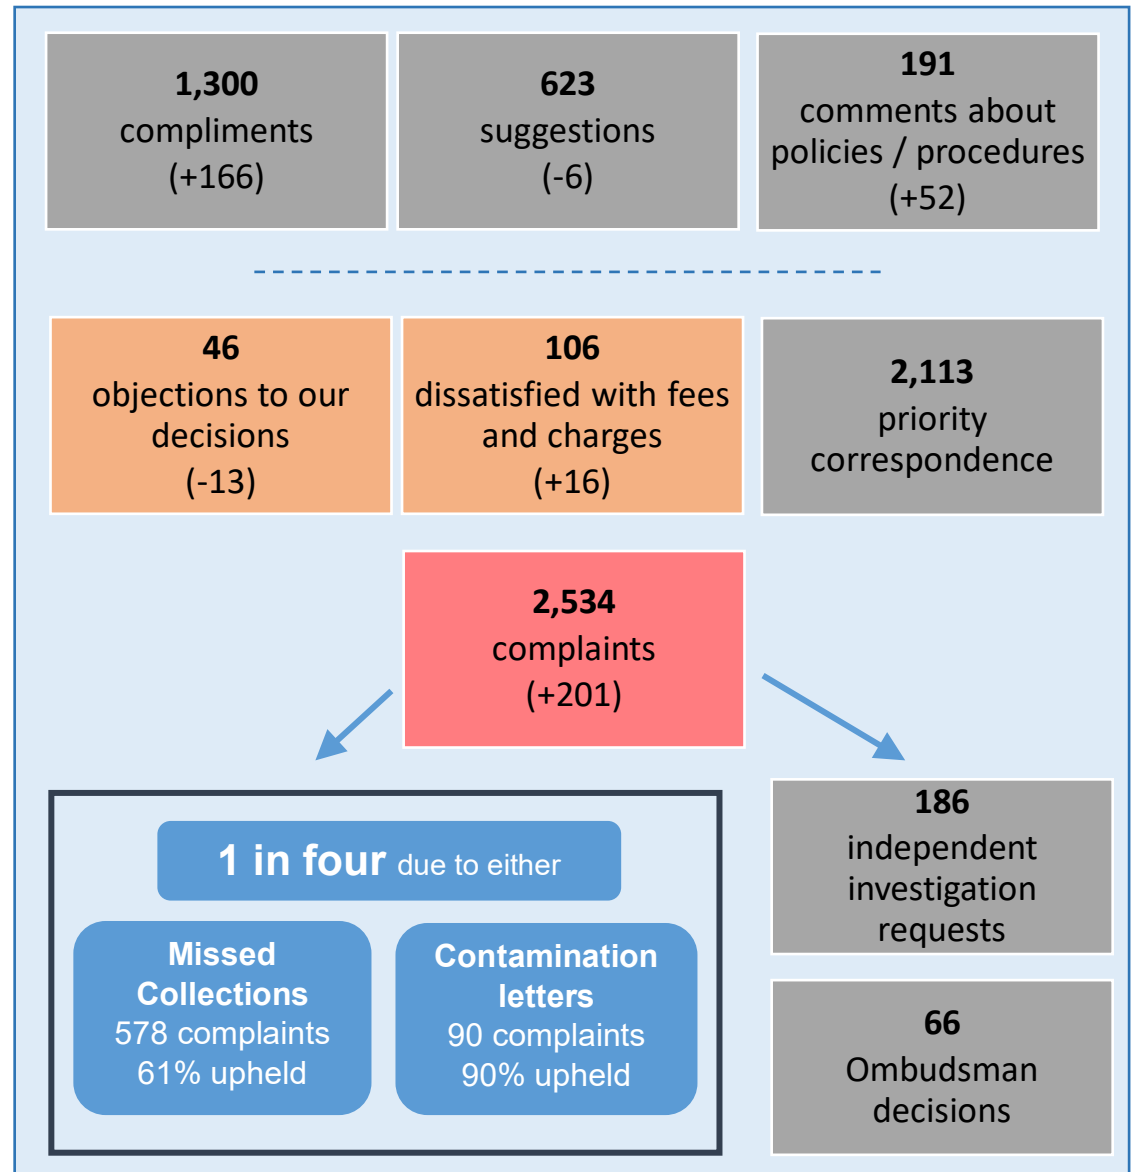 1,300
compliments
(+166)
623
suggestions
(-6)
191
comments about
policies / procedures
(+52)
46
objections to our
decisions
(-13)
106
dissatisfied with fees
and charges
(+16)
2,113
priority
correspondence
2,534
complaints
(+201)
1 in four due to either
Missed
Collections
578 complaints
61% upheld
Contamination
letters
90 complaints
90% upheld
186
independent
investigation
requests
66
Ombudsman
decisions